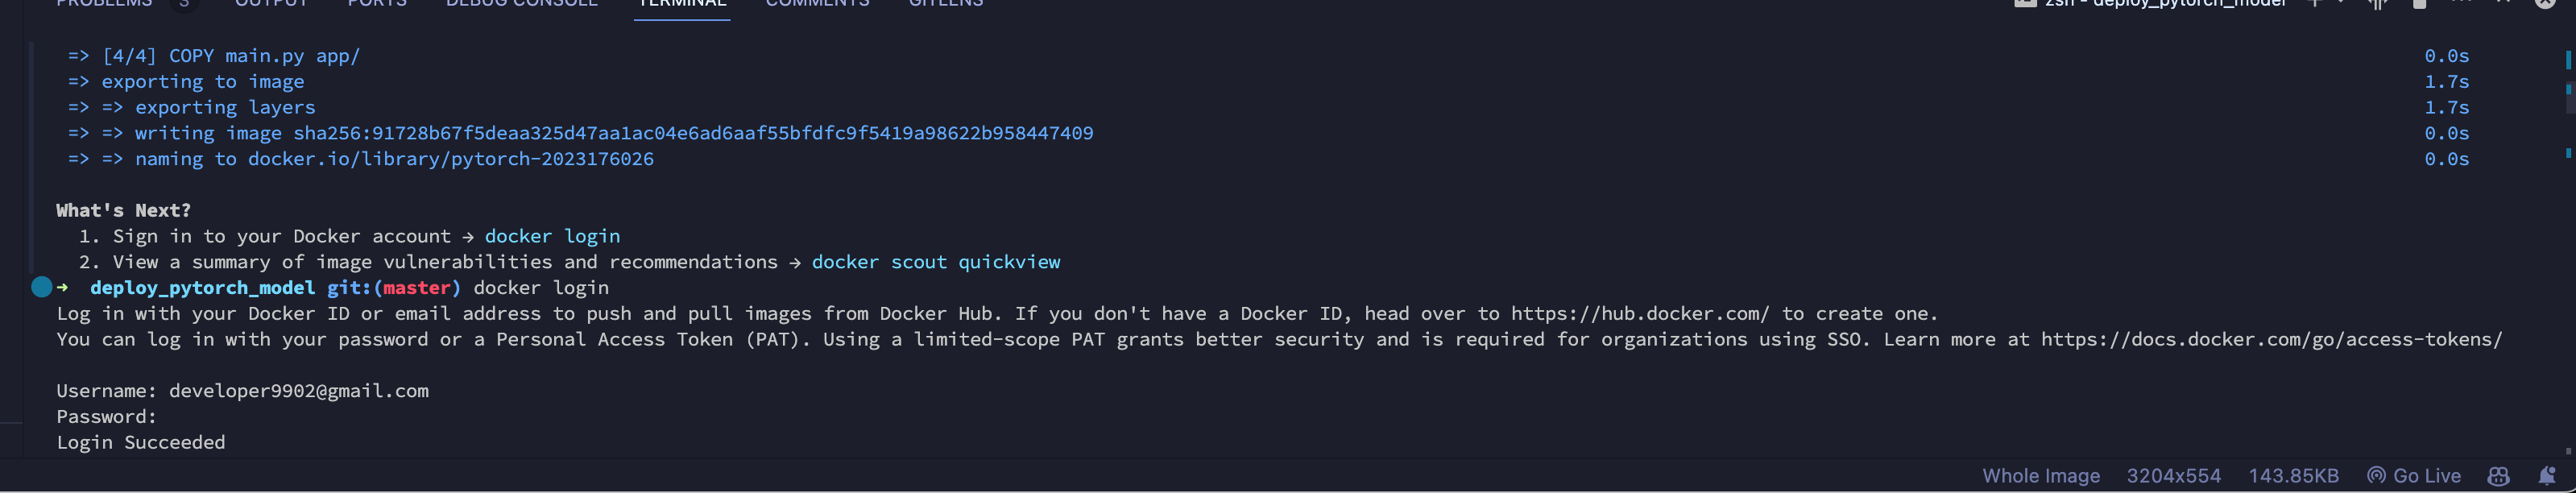 PROBLEMS 3 OUTPUT PORTS DEBUG CONSOLE TERMINAL COMMENTS GITLENS zsh - deploy_pytorch_model
=> [4/4] COPY main.py app/ 0.0s
=> exporting to image 1.7s
=> => exporting layers 1.7s
=> => writing image sha256:91728b67f5deaa325d47aa1ac04e6ad6aaf55bfdfc9f5419a98622b958447409 0.0s
=> => naming to docker.io/library/pytorch-2023176026 0.0s
What's Next?
1. Sign in to your Docker account → docker login
2. View a summary of image vulnerabilities and recommendations → docker scout quickview
➜ deploy_pytorch_model git:(master) docker login
Log in with your Docker ID or email address to push and pull images from Docker Hub. If you don't have a Docker ID, head over to https://hub.docker.com/ to create one.
You can log in with your password or a Personal Access Token (PAT). Using a limited-scope PAT grants better security and is required for organizations using SSO. Learn more at https://docs.docker.com/go/access-tokens/
Username: developer9902@gmail.com
Password:
Login Succeeded
Whole Image 3204x554 143.85KB Go Live